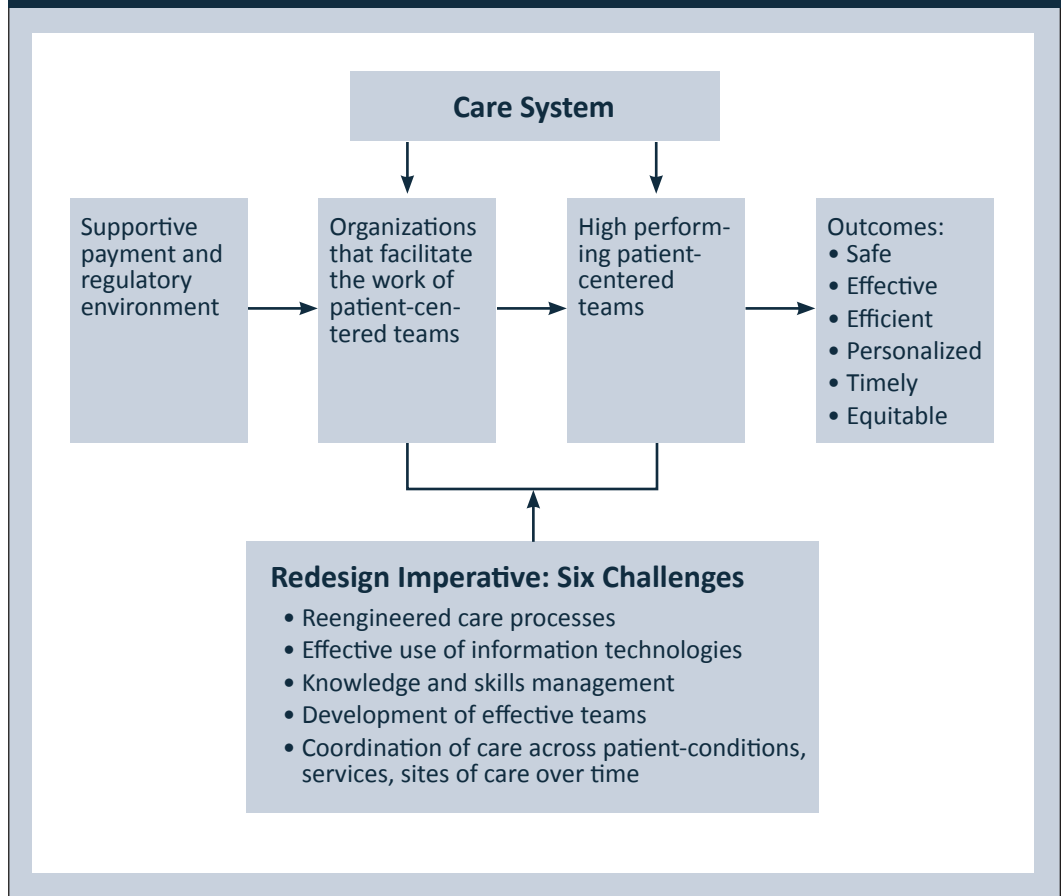 Care System
Supportive
payment and
regulatory
environment
Organizations
that facilitate
the work of
patient-cen-
tered teams
High perform-
ing patient-
centered
teams
Outcomes:
• Safe
• Effective
• Efficient
• Personalized
• Timely
• Equitable
Redesign Imperative: Six Challenges
• Reengineered care processes
• Effective use of information technologies
• Knowledge and skills management
• Development of effective teams
• Coordination of care across patient-conditions,
services, sites of care over time